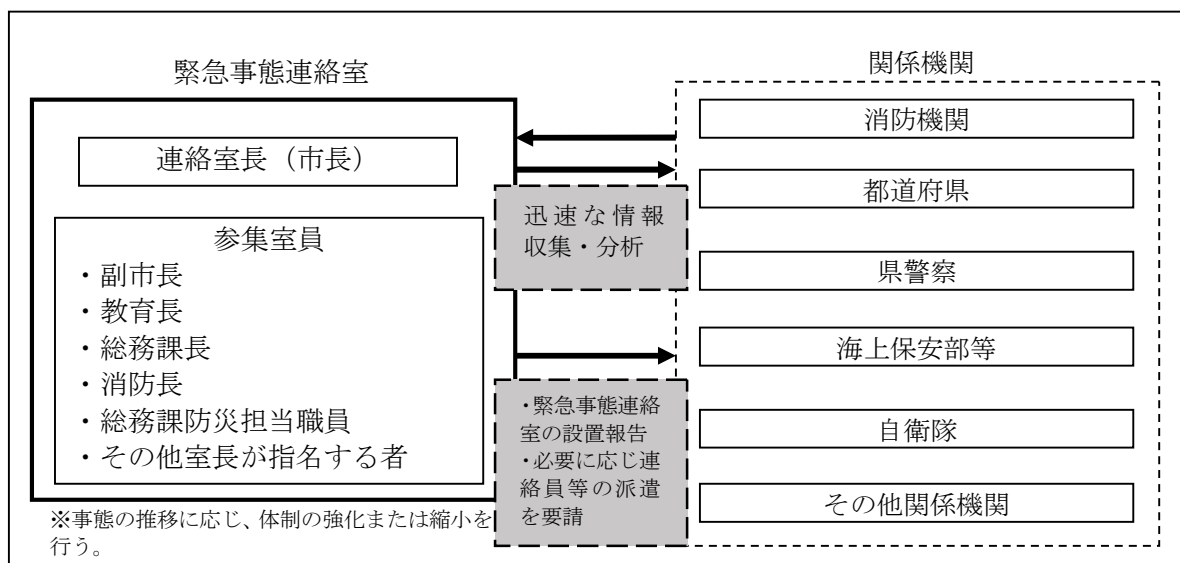 緊急事態連絡室
連絡室長（市長）
参集室員
・副市長
・教育長
・総務課長
・消防長
・総務課防災担当職員
・その他室長が指名する者
※事態の推移に応じ、体制の強化または縮小を
行う。
迅速な情報
収集・分析
・緊急事態連絡
室の設置報告
・必要に応じ連
絡員等の派遣
を要請
関係機関
消防機関
都道府県
県警察
海上保安部等
自衛隊
その他関係機関